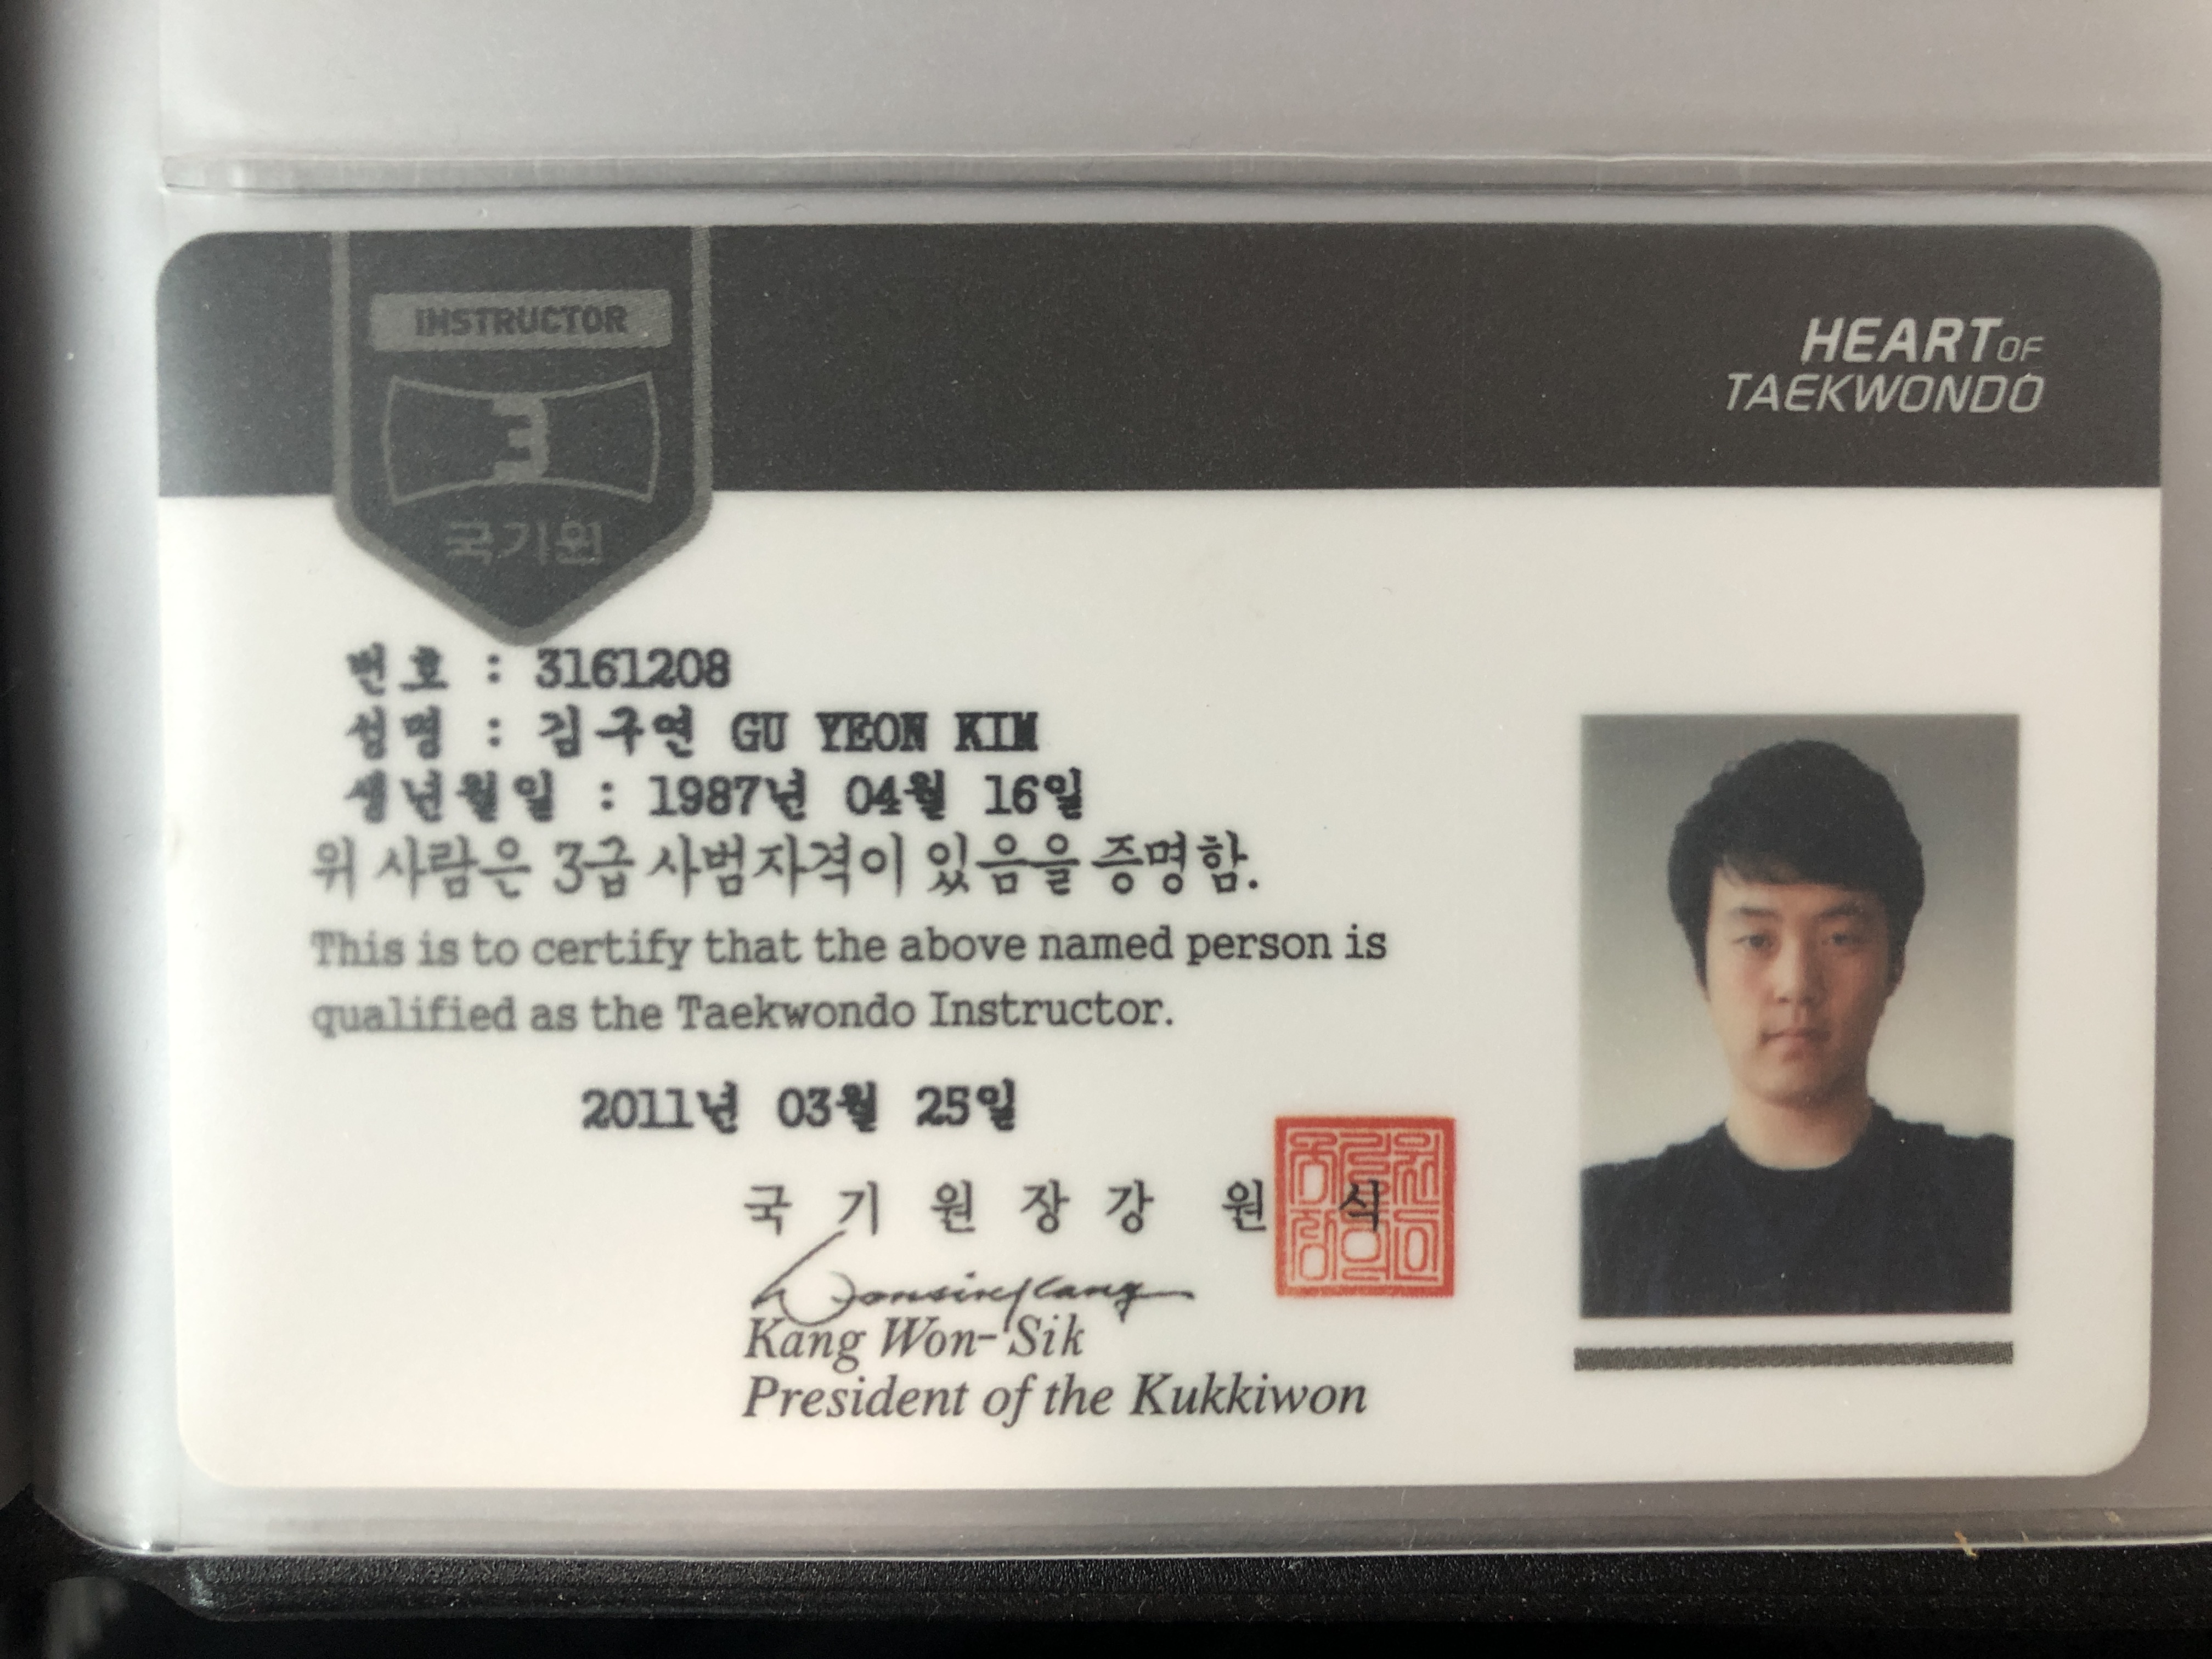 INSTRUCTOR
3
국기원
HEART OF
TAEKWONDO
번호 : 3161208
성명 : 김구연 GU YEON KIM
생년월일 : 1987년 04월 16일
위 사람은 3급 사범자격이 있음을 증명함.
This is to certify that the above named person is
qualified as the Taekwondo Instructor.
2011년 03월 25일
국 기 원 장 강 원 식
Kang Won-Sik
President of the Kukkiwon